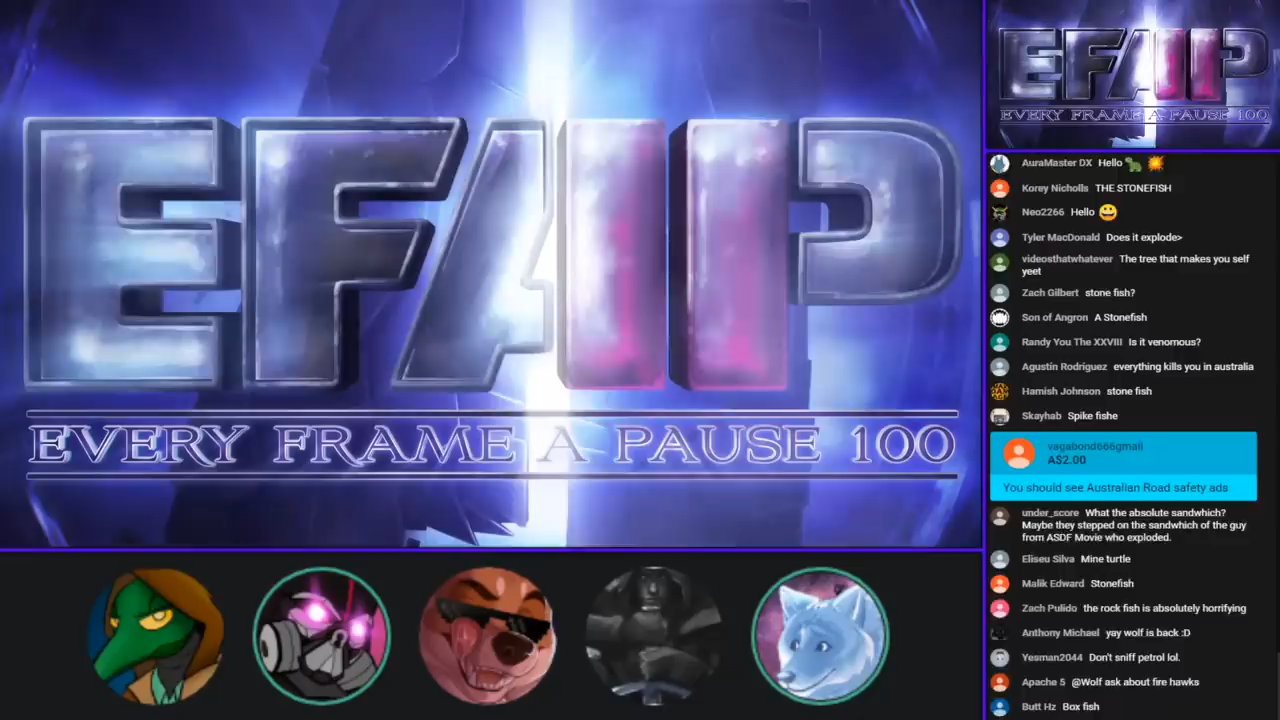 EFAP
EVERY FRAME A PAUSE 100
EFAP
EVERY FRAME A PAUSE 100
AuraMaster DX Hello
Korey Nicholls THE STONEFISH
Neo2266 Hello
Tyler MacDonald Does it explode>
videosthatwhatever The tree that makes you self
yeet
Zach Gilbert stone fish?
Son of Angron A Stonefish
Randy You The XXVIII Is it venomous?
Agustín Rodríguez everything kills you in australia
Hamish Johnson stone fish
Skayhab Spike fishe
vagabond666gmail
A$2.00
You should see Australian Road safety ads
under_score What the absolute sandwhich?
Maybe they stepped on the sandwhich of the guy
from ASDF Movie who exploded.
Eliseu Silva Mine turtle
Malik Edward Stonefish
Zach Pulido the rock fish is absolutely horrifying
Anthony Michael yay wolf is back :D
Yesman2044 Don't sniff petrol lol.
Apache 5 @Wolf ask about fire hawks
Butt Hz Box fish